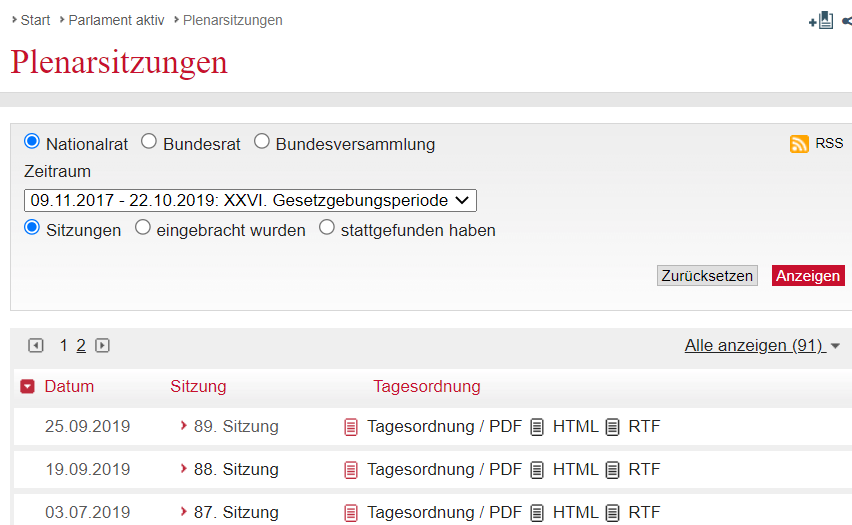 Start Parlament aktiv Plenarsitzungen
Plenarsitzungen
Nationalrat Bundesrat Bundesversammlung RSS
Zeitraum
09.11.2017 - 22.10.2019: XXVI. Gesetzgebungsperiode
Sitzungen eingebracht wurden stattgefunden haben
Zurücksetzen Anzeigen
1 2 Alle anzeigen (91)
Datum Sitzung Tagesordnung
25.09.2019 89. Sitzung Tagesordnung / PDF HTML RTF
19.09.2019 88. Sitzung Tagesordnung / PDF HTML RTF
03.07.2019 87. Sitzung Tagesordnung / PDF HTML RTF